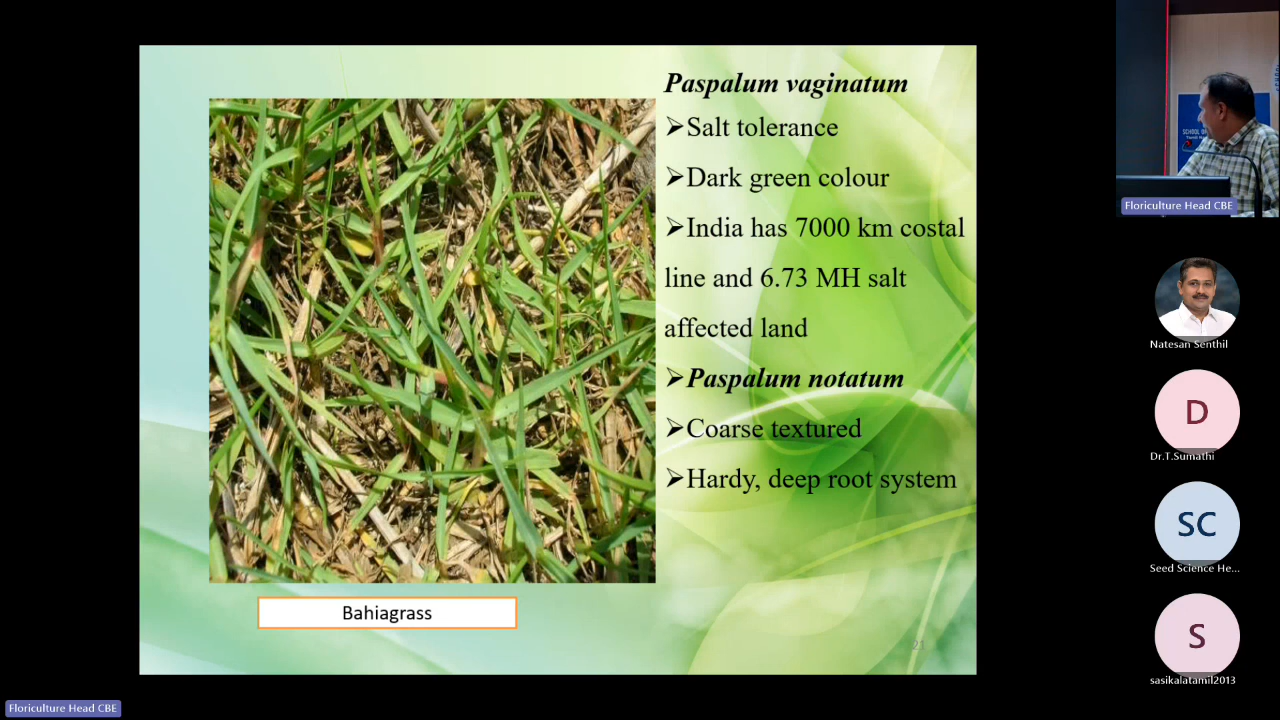 Paspalum vaginatum
➢Salt tolerance
➢Dark green colour
➢India has 7000 km costal
line and 6.73 MH salt
affected land
➢Paspalum notatum
➢Coarse textured
➢Hardy, deep root system
Bahiagrass
21
Floriculture Head CBE
Natesan Senthil
D
Dr.T.Sumathi
SC
Seed Science He...
S
sasikalatamil2013
Floriculture Head CBE